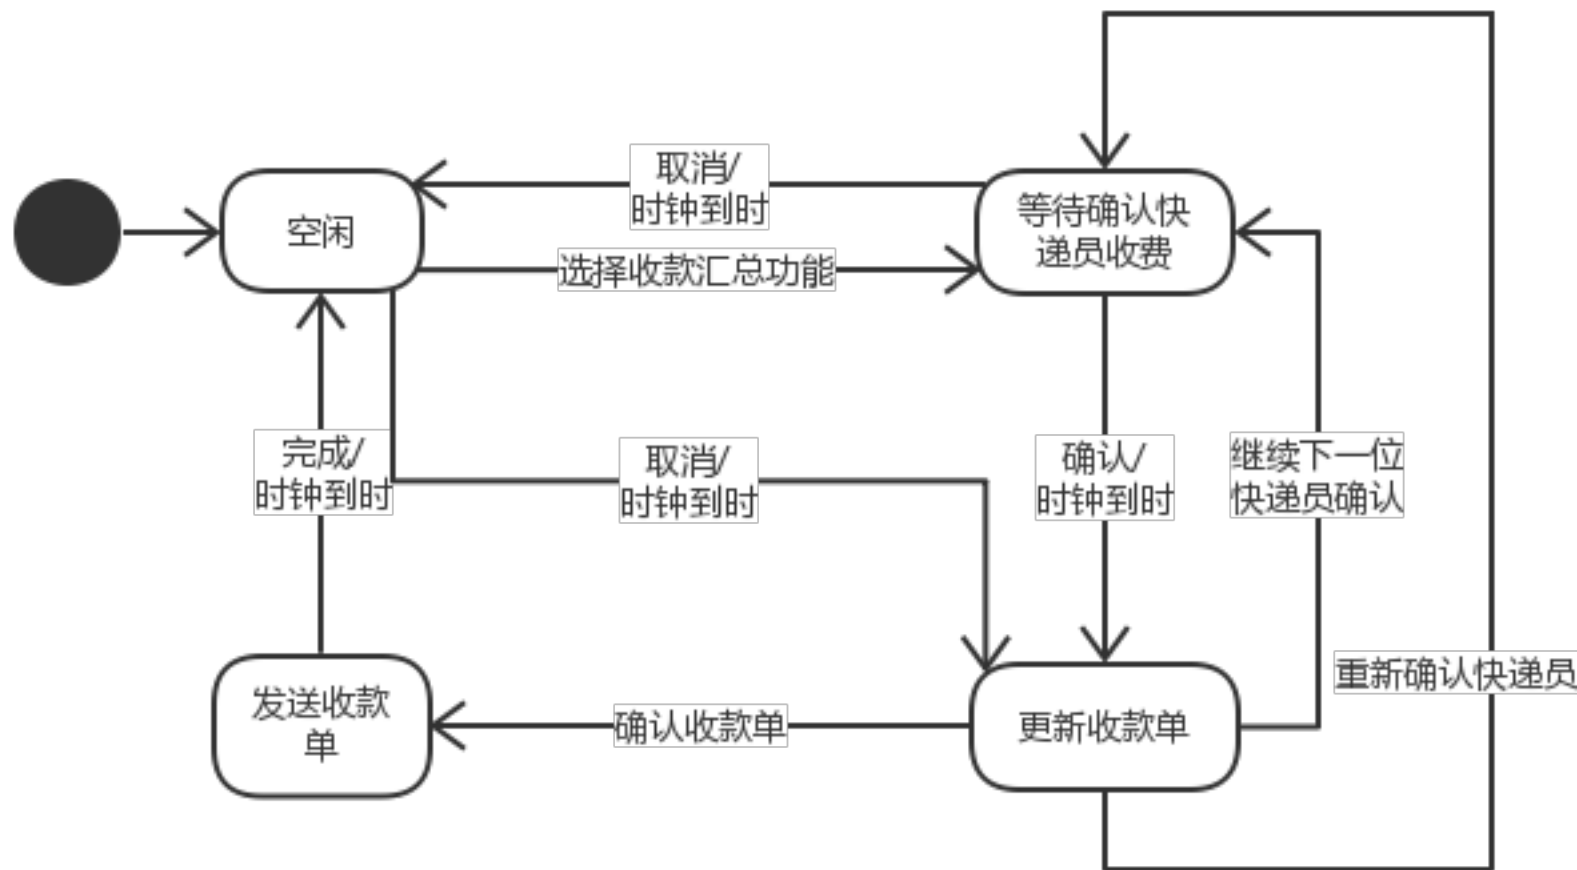 取消/
时钟到时
空闲
等待确认快
递员收费
选择收款汇总功能
完成/
时钟到时
取消/
时钟到时
确认/
时钟到时
继续下一位
快递员确认
重新确认快递员
发送收款
单
确认收款单
更新收款单